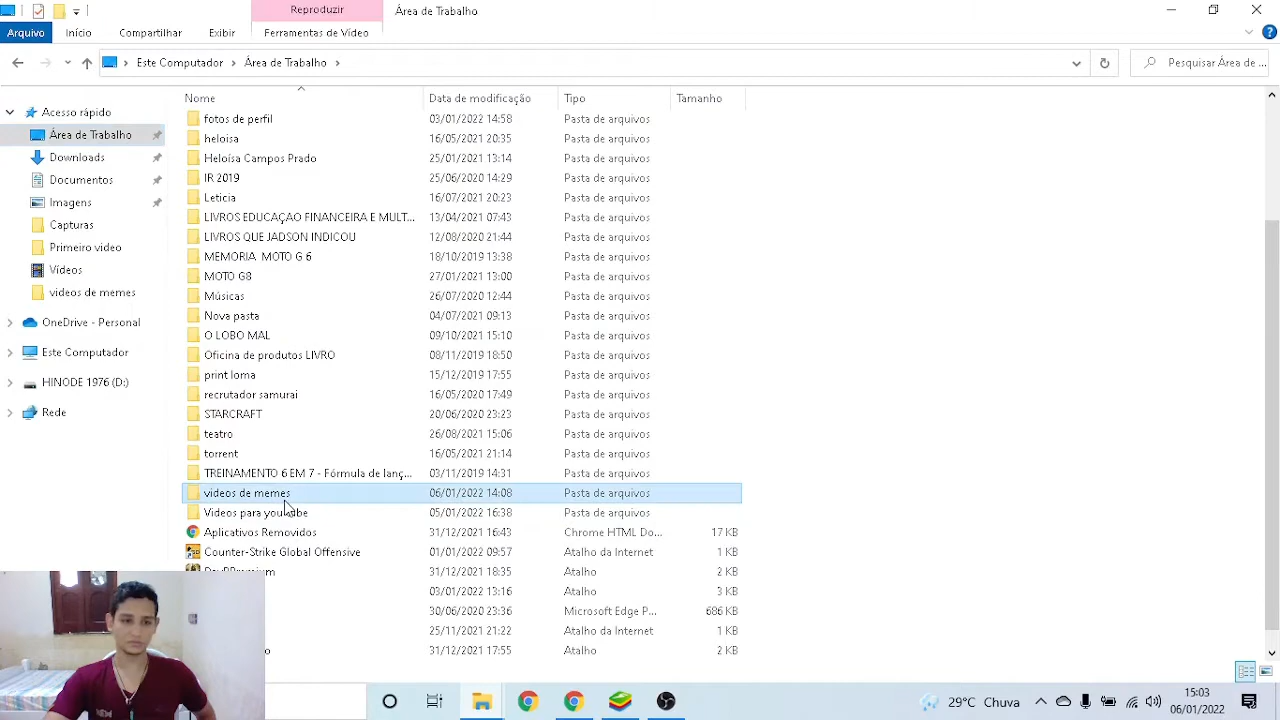 Reproduzir
Área de Trabalho
Arquivo
Início
Compartilhar
Exibir
Ferramentas de Vídeo
Este Computador
Área de Trabalho
Pesquisar Área de ...
Nome
Data de modificação
Tipo
Tamanho
Acesso rápido
Área de Trabalho
Downloads
Documentos
Imagens
Capturas
Primeiro video
Vídeos
videos de memes
OneDrive - Personal
Este Computador
HINODE 1976 (D:)
Rede
fotos de perfil 03/01/2022 14:58 Pasta de arquivos
heloisa 16/05/2021 20:35 Pasta de arquivos
Heloísa Campos Prado 25/01/2021 13:14 Pasta de arquivos
IR 2019 25/06/2020 14:29 Pasta de arquivos
Leticia 16/07/2021 20:23 Pasta de arquivos
LIVROS EDUCAÇAO FINANCEIRA E MULT... 13/04/2021 07:43 Pasta de arquivos
LIVROS QUE JADSON INDICOU 12/08/2020 21:44 Pasta de arquivos
MEMORIA MOTO G 6 18/10/2019 13:38 Pasta de arquivos
MOTO G8 27/01/2021 13:00 Pasta de arquivos
Músicas 26/07/2020 12:44 Pasta de arquivos
Nova pasta 04/07/2021 09:13 Pasta de arquivos
O LOBO MAL 09/10/2021 15:10 Pasta de arquivos
Oficina de produtos LIVRO 08/11/2019 18:50 Pasta de arquivos
print loma 15/12/2019 17:55 Pasta de arquivos
recrutador samurai 16/05/2020 17:49 Pasta de arquivos
STARCRAFT 20/06/2020 23:23 Pasta de arquivos
teatro 26/08/2021 15:06 Pasta de arquivos
torrent 16/05/2021 21:14 Pasta de arquivos
TREINAMENTO 6 EM 7 - Fórmula de lanç... 03/11/2019 14:31 Pasta de arquivos
videos de memes 06/01/2022 14:08 Pasta de arquivos
Videos para 05/01/2022 16:38 Pasta de arquivos
Aplicativos Removidos 31/12/2021 16:43 Chrome HTML Do... 17 KB
Counter-Strike Global Offensive 01/01/2022 09:57 Atalho da Internet 1 KB
31/12/2021 18:35 Atalho 2 KB
03/01/2022 13:16 Atalho 3 KB
30/06/2020 23:36 Microsoft Edge P... 686 KB
25/11/2021 21:22 Atalho da Internet 1 KB
31/12/2021 17:55 Atalho 2 KB
29°C Chuva
15:03
06/01/2022